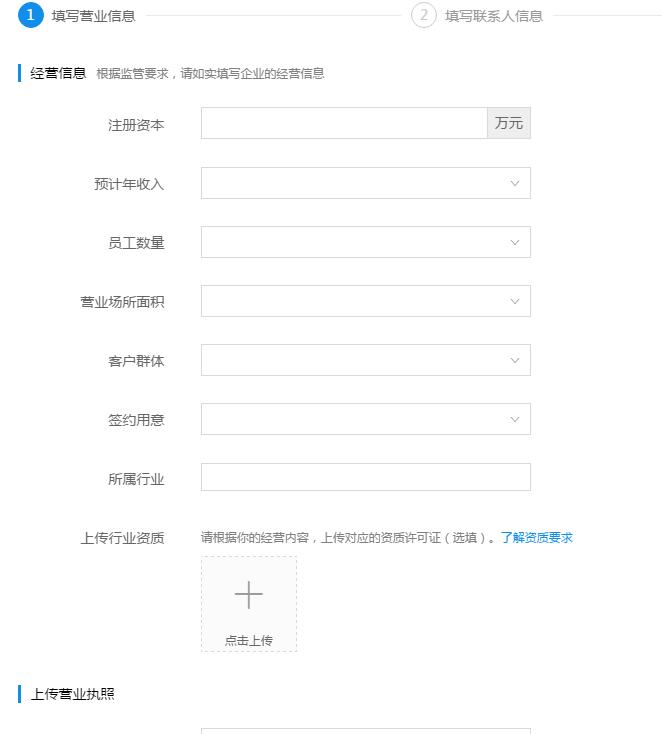 1 填写营业信息 2 填写联系人信息
经营信息 根据监管要求，请如实填写企业的经营信息
注册资本 万元
预计年收入
员工数量
营业场所面积
客户群体
签约用意
所属行业
上传行业资质 请根据你的经营内容，上传对应的资质许可证（选填）。了解资质要求
点击上传
上传营业执照